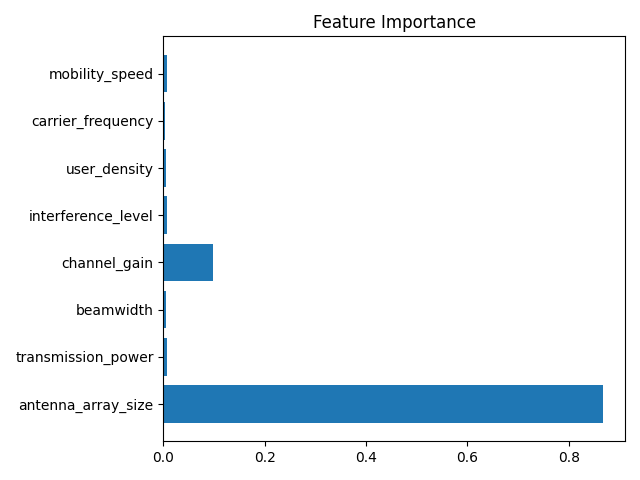 Feature Importance
mobility_speed
carrier_frequency
user_density
interference_level
channel_gain
beamwidth
transmission_power
antenna_array_size
0.0 0.2 0.4 0.6 0.8